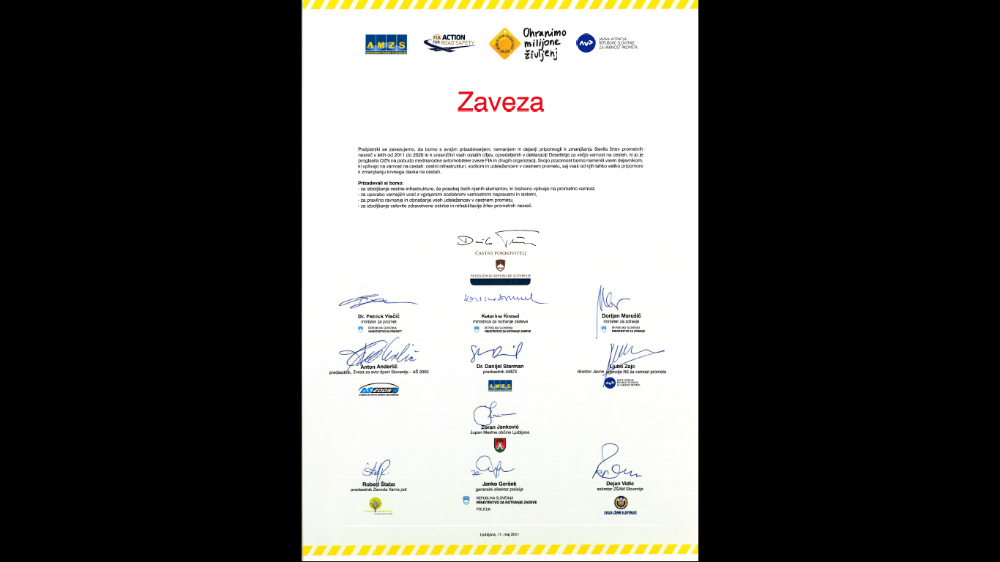 AMZS
AVTO-MOTO ZVEZA SLOVENIJE
FIA ACTION
FOR ROAD SAFETY
Ohranimo
milijone
življenj
AVP
JAVNA AGENCIJA
REPUBLIKE SLOVENIJE
ZA VARNOST PROMETA
Zaveza
Podpisniki se zavezujemo, da bomo s svojim prizadevanjem, ravnanjem in dejanji pripomogli k zmanjšanju števila žrtev prometnih
nesreč v letih od 2011 do 2020 in k uresničitvi vseh ostalih ciljev, opredeljenih v deklaraciji Desetletje za večjo varnost na cestah, ki jo je
proglasila OZN na pobudo mednarodne avtomobilske zveze FIA in drugih organizacij. Svojo pozornost bomo namenili vsem dejavnikom,
ki vplivajo na varnost na cestah: cestni infrastrukturi, vozilom in udeležencem v cestnem prometu, saj vsak od njih lahko veliko pripomore
k zmanjšanju krvnega davka na cestah.
Prizadevali si bomo:
- za izboljšanje cestne infrastrukture, še posebej tistih njenih elementov, ki bistveno vplivajo na prometno varnost,
- za uporabo varnejših vozil z vgrajenimi sodobnimi varnostnimi napravami in sistemi,
- za pravilno ravnanje in obnašanje vseh udeležencev v cestnem prometu,
- za izboljšanje celovite zdravstvene oskrbe in rehabilitacije žrtev prometnih nesreč.
ČASTNI POKROVITELJ
PREDSEDNIK REPUBLIKE SLOVENIJE
Dr. Patrick Vlačič
minister za promet
REPUBLIKA SLOVENIJA
MINISTRSTVO ZA PROMET
Katarina Kresal
ministrica za notranje zadeve
REPUBLIKA SLOVENIJA
MINISTRSTVO ZA NOTRANJE ZADEVE
Dorijan Marušič
minister za zdravje
REPUBLIKA SLOVENIJA
MINISTRSTVO ZA ZDRAVJE
Anton Anderlič
predsednik, Zveza za avto šport Slovenije – AŠ 2005
AS2005
ZVEZA ZA AVTO ŠPORT SLOVENIJE
Dr. Danijel Starman
predsednik AMZS
AMZS
Ljubo Zajc
direktor Javne agencije RS za varnost prometa
AVP
JAVNA AGENCIJA
REPUBLIKE SLOVENIJE
ZA VARNOST PROMETA
Zoran Janković
župan Mestne občine Ljubljana
Robert Štaba
predsednik Zavoda Varna pot
Janko Goršek
generalni direktor policije
REPUBLIKA SLOVENIJA
MINISTRSTVO ZA NOTRANJE ZADEVE
POLICIJA
Dejan Vidic
sekretar ZŠAM Slovenije
ZVEZA ZŠAM SLOVENIJE
Ljubljana, 11. maj 2011